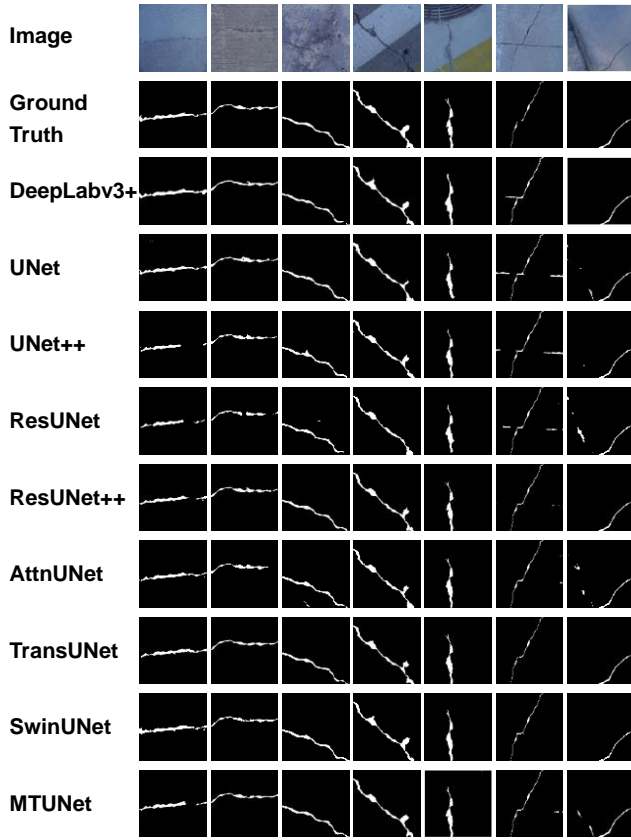 Image
Ground
Truth
DeepLabv3+
UNet
UNet++
ResUNet
ResUNet++
AttnUNet
TransUNet
SwinUNet
MTUNet